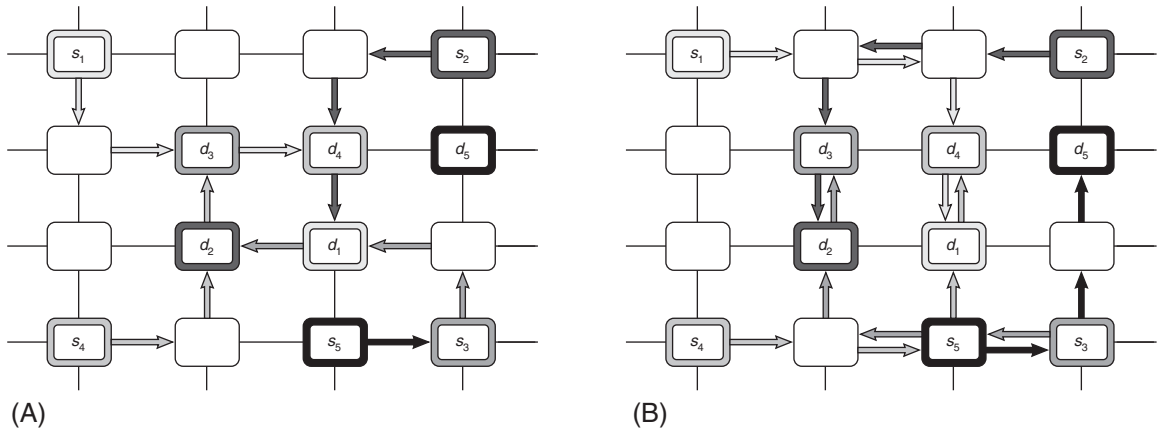 s1 s2 s1 s2
d3 d4 d5 d3 d4 d5
d2 d1 d2 d1
s4 s5 s3 s4 s5 s3
(A) (B)